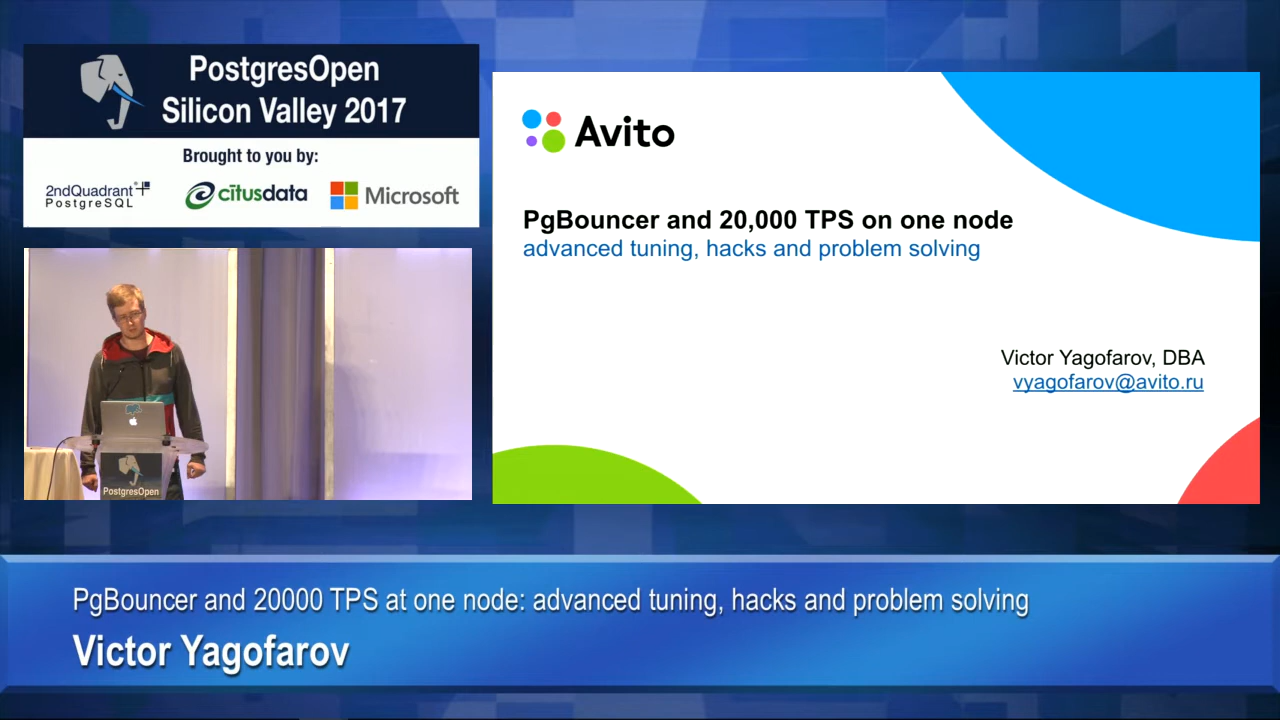 PostgresOpen
Silicon Valley 2017
Brought to you by:
2ndQuadrant
PostgreSQL
citusdata
Microsoft
Avito
PgBouncer and 20,000 TPS on one node
advanced tuning, hacks and problem solving
Victor Yagofarov, DBA
vyagofarov@avito.ru
PostgresOpen
PgBouncer and 20000 TPS at one node: advanced tuning, hacks and problem solving
Victor Yagofarov